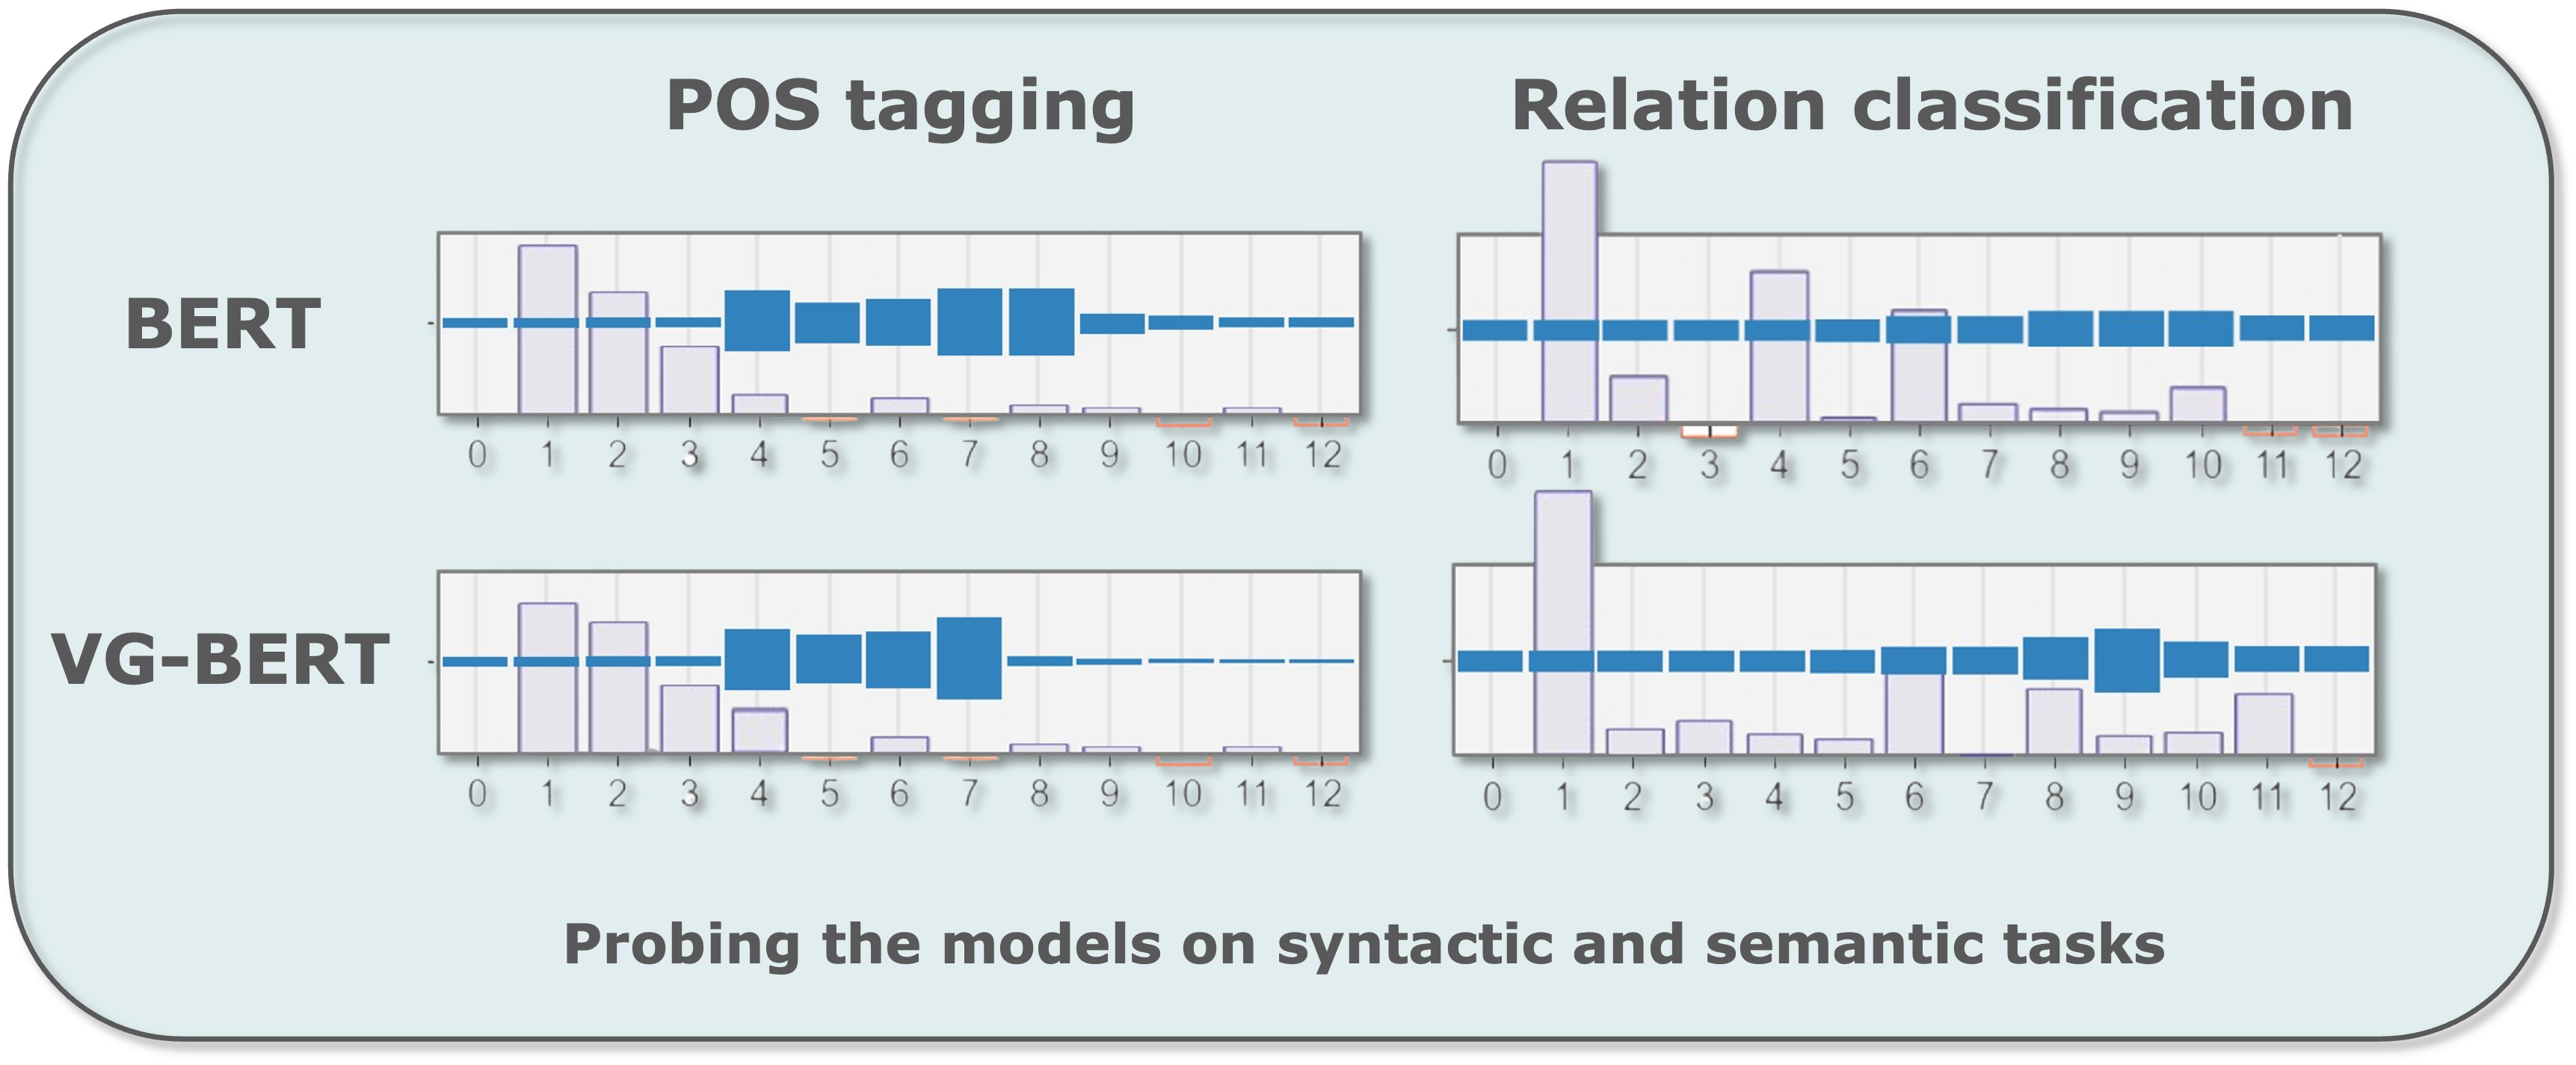 POS tagging
Relation classification
BERT
0 1 2 3 4 5 6 7 8 9 10 11 12
0 1 2 3 4 5 6 7 8 9 10 11 12
VG-BERT
0 1 2 3 4 5 6 7 8 9 10 11 12
0 1 2 3 4 5 6 7 8 9 10 11 12
Probing the models on syntactic and semantic tasks